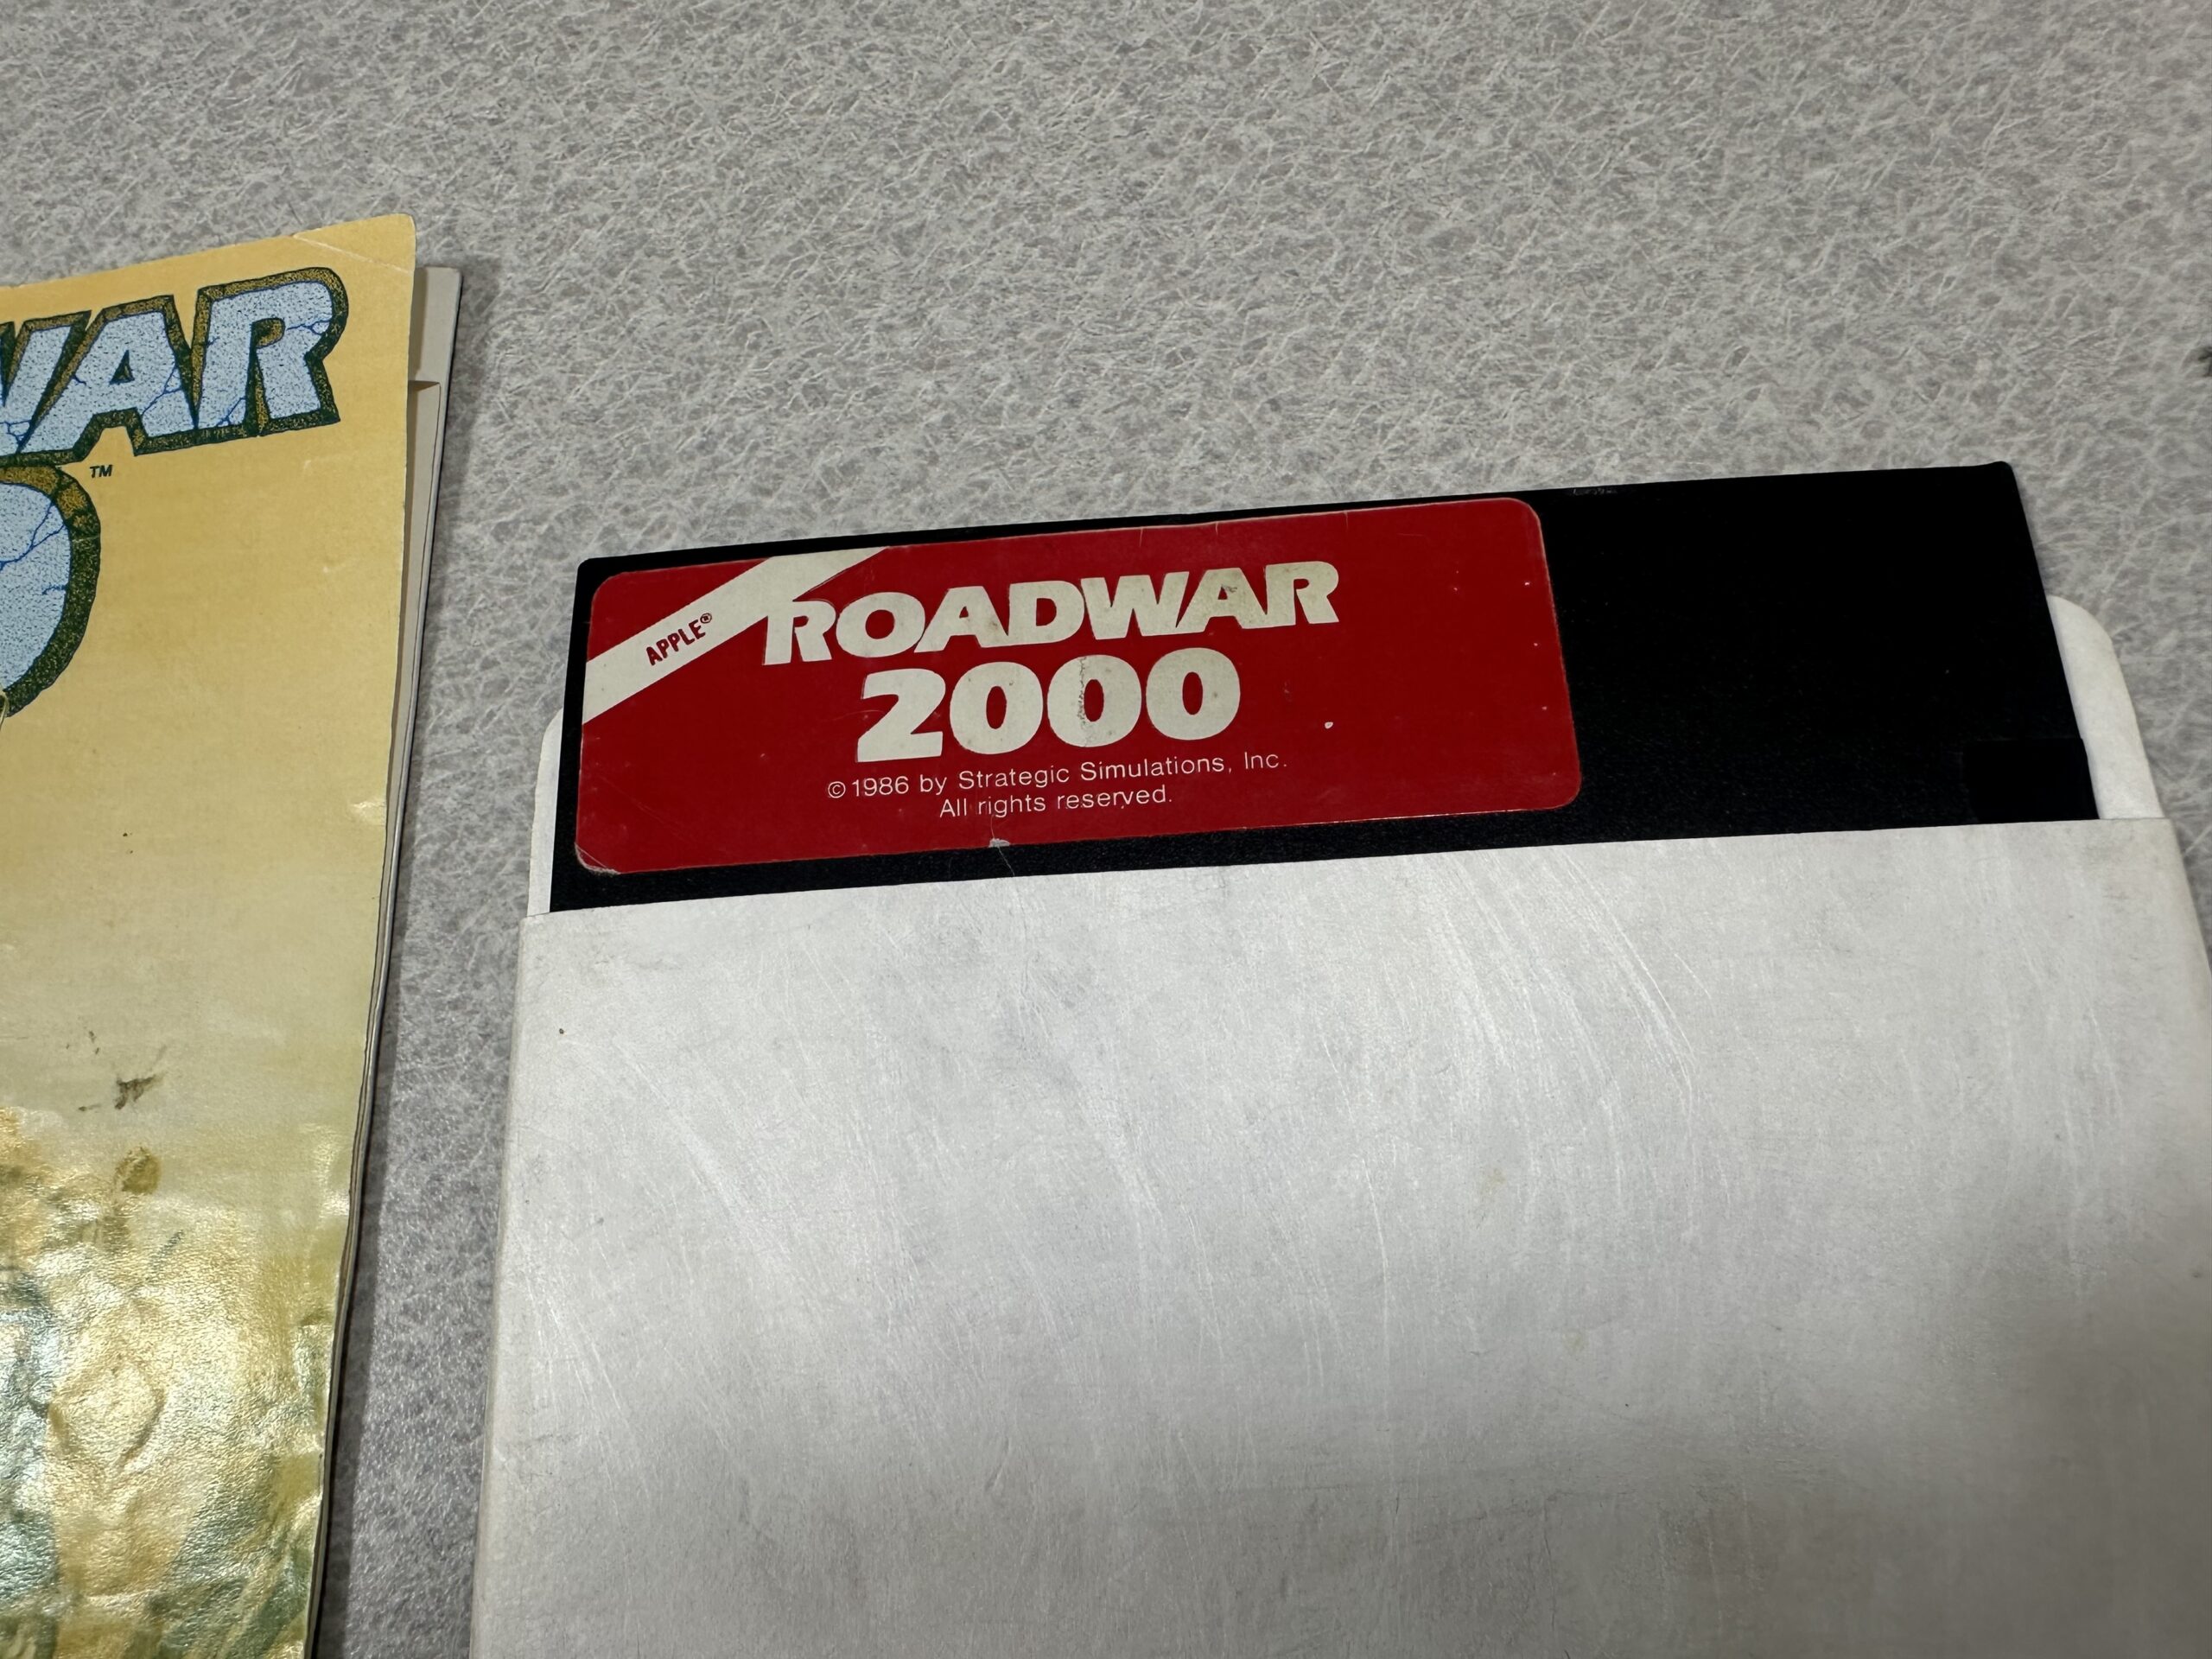 WAR
™
APPLE®
ROADWAR
2000
©1986 by Strategic Simulations, Inc.
All rights reserved.